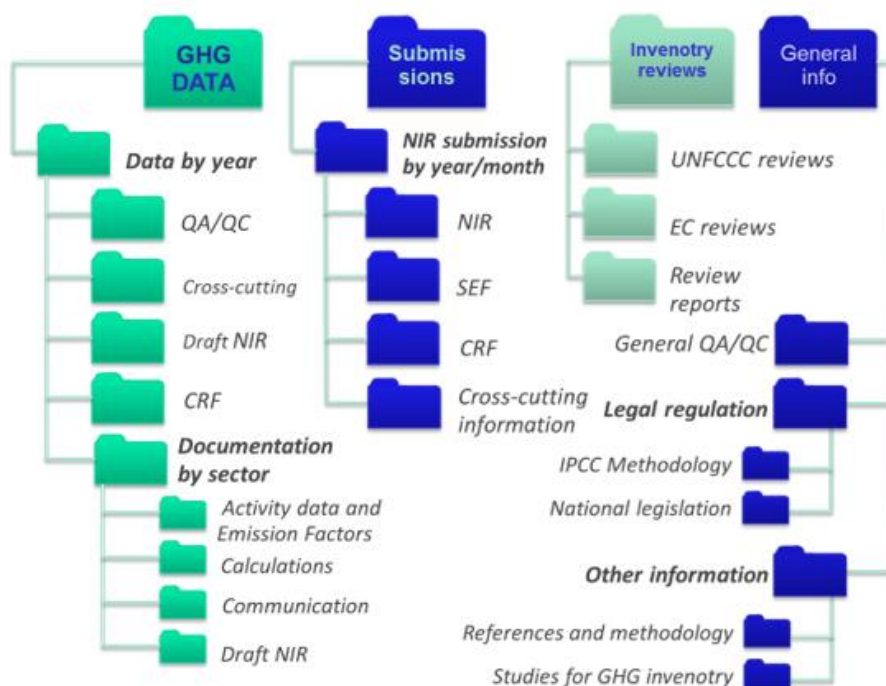 GHG
DATA
Data by year
QA/QC
Cross-cutting
Draft NIR
CRF
Documentation
by sector
Activity data and
Emission Factors
Calculations
Communication
Draft NIR
Submis
sions
NIR submission
by year/month
NIR
SEF
CRF
Cross-cutting
information
Invenotry
reviews
UNFCCC reviews
EC reviews
Review
reports
General
info
General QA/QC
Legal regulation
IPCC Methodology
National legislation
Other information
References and methodology
Studies for GHG invenotry